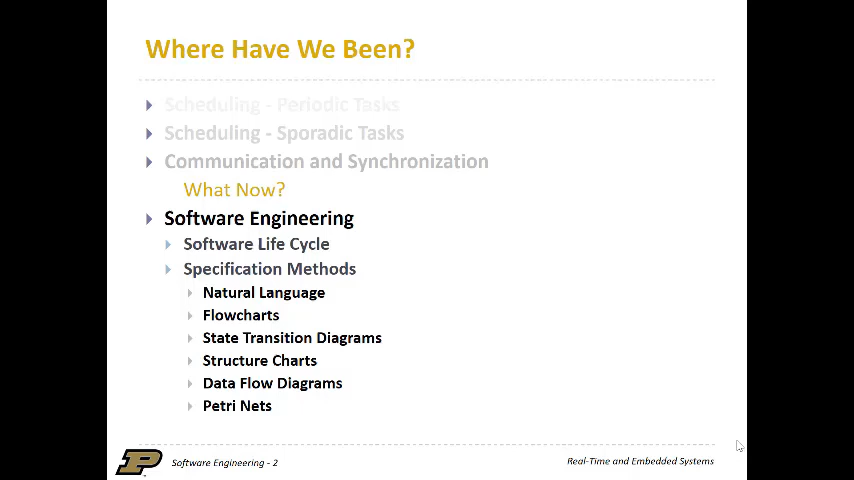 Where Have We Been?
Scheduling - Periodic Tasks
Scheduling - Sporadic Tasks
Communication and Synchronization
What Now?
Software Engineering
Software Life Cycle
Specification Methods
Natural Language
Flowcharts
State Transition Diagrams
Structure Charts
Data Flow Diagrams
Petri Nets
P
Software Engineering - 2
Real-Time and Embedded Systems